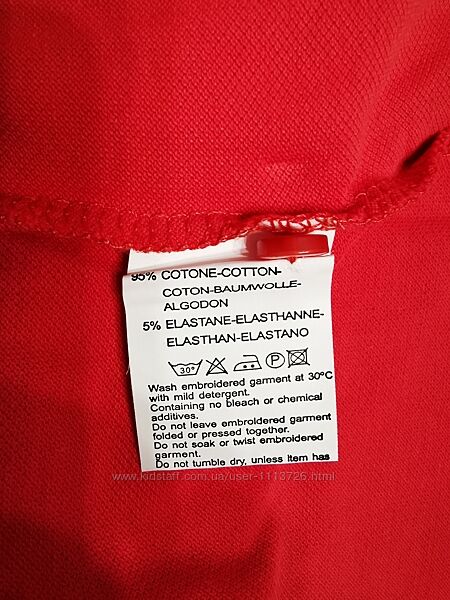 95% COTONE-COTTON-
COTON-BAUMWOLLE-
ALGODON
5% ELASTANE-ELASTHANNE-
ELASTHAN-ELASTANO
30°
P
Wash embroidered garment at 30°C
with mild detergent.
Containing no bleach or chemical
additives.
Do not leave embroidered garment
folded or pressed together.
Do not soak or twist embroidered
garment.
Do not tumble dry, unless item has
www.kidstaff.com.ua/user-1113726.html